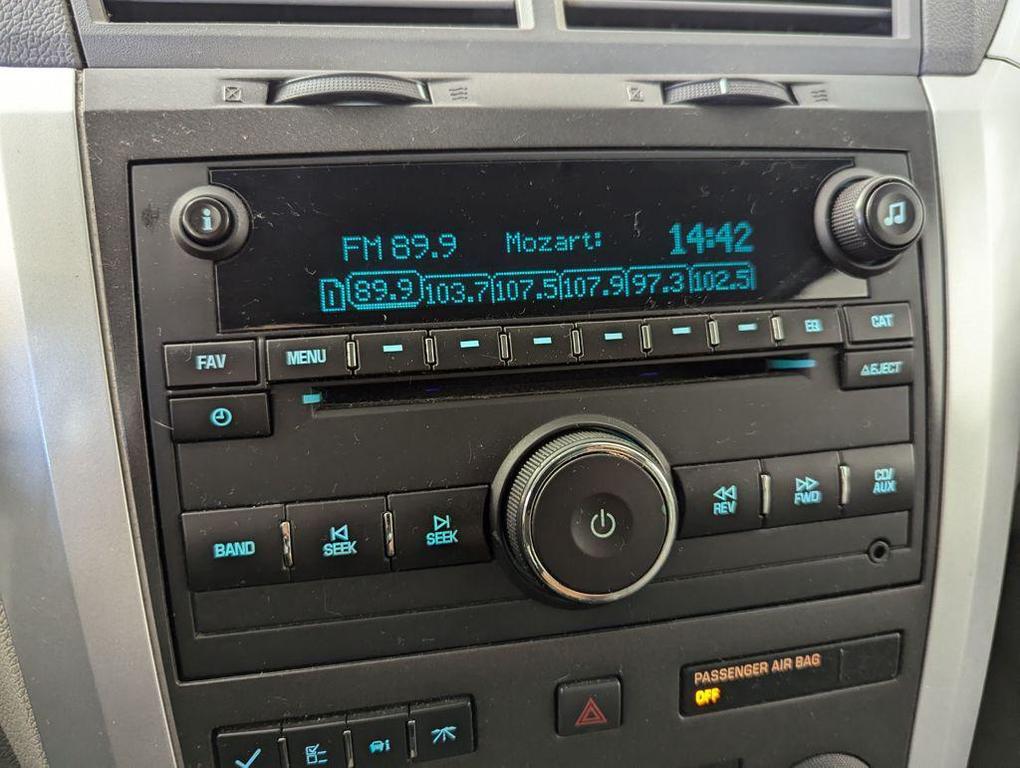 i
FM 89.9 Mozart: 14:42
1 89.9 103.7 107.5 107.9 97.3 102.5
FAV MENU EQ CAT
EJECT
BAND SEEK SEEK REV FWD CD/
AUX
PASSENGER AIR BAG
OFF